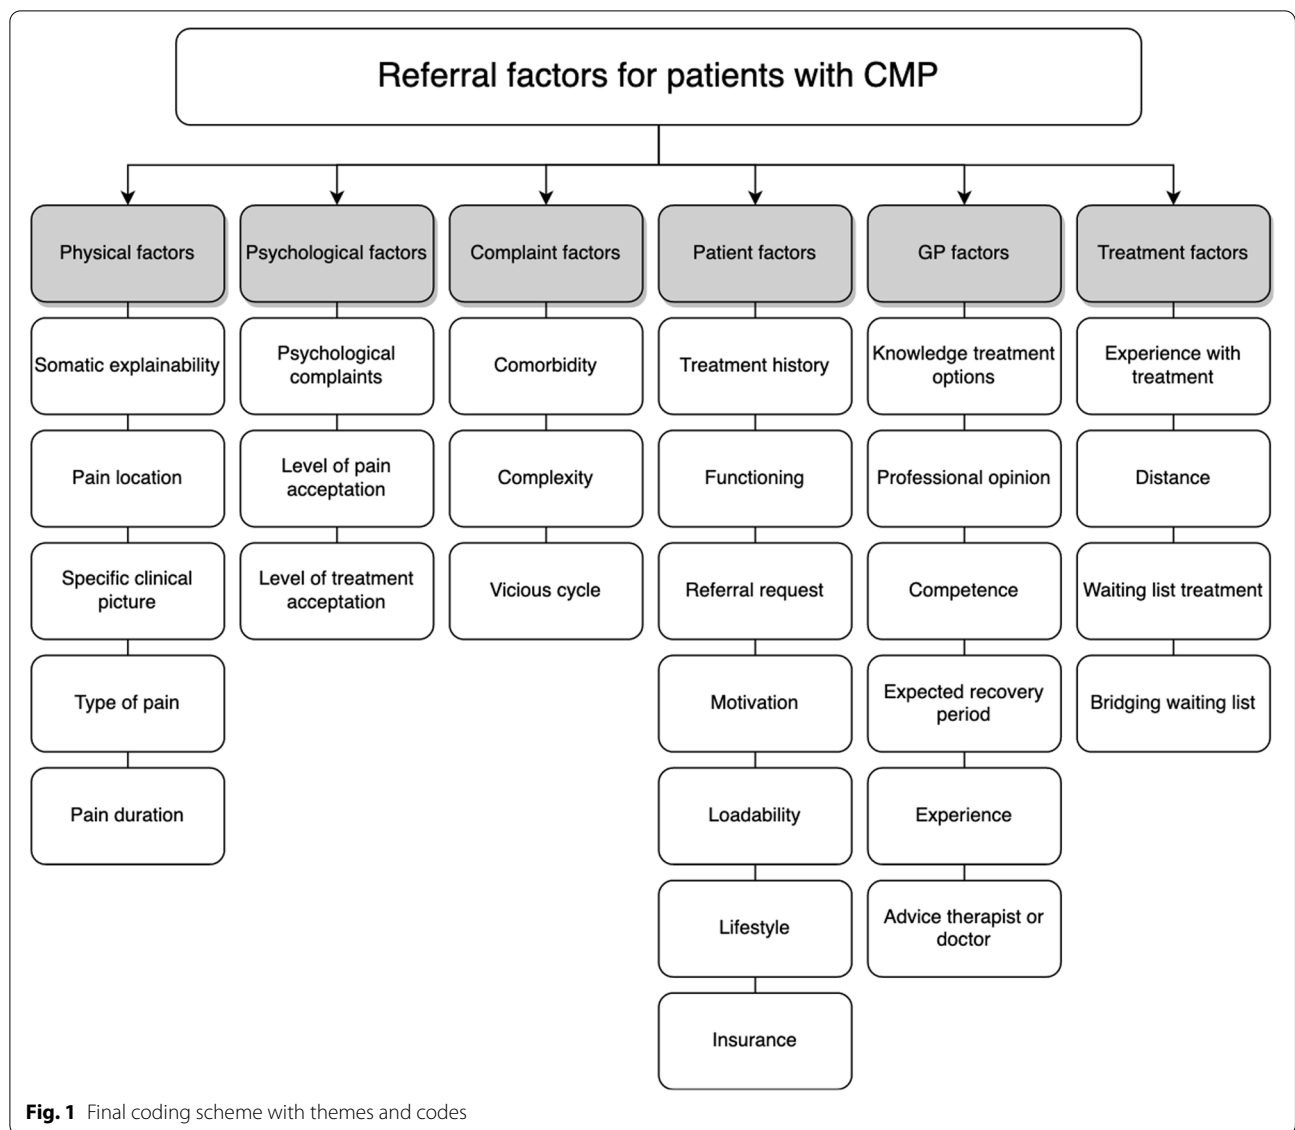 Referral factors for patients with CMP
Physical factors
Psychological factors
Complaint factors
Patient factors
GP factors
Treatment factors
Somatic explainability
Pain location
Specific clinical
picture
Type of pain
Pain duration
Psychological
complaints
Level of pain
acceptation
Level of treatment
acceptation
Comorbidity
Complexity
Vicious cycle
Treatment history
Functioning
Referral request
Motivation
Loadability
Lifestyle
Insurance
Knowledge treatment
options
Professional opinion
Competence
Expected recovery
period
Experience
Advice therapist or
doctor
Experience with
treatment
Distance
Waiting list treatment
Bridging waiting list
Fig. 1 Final coding scheme with themes and codes